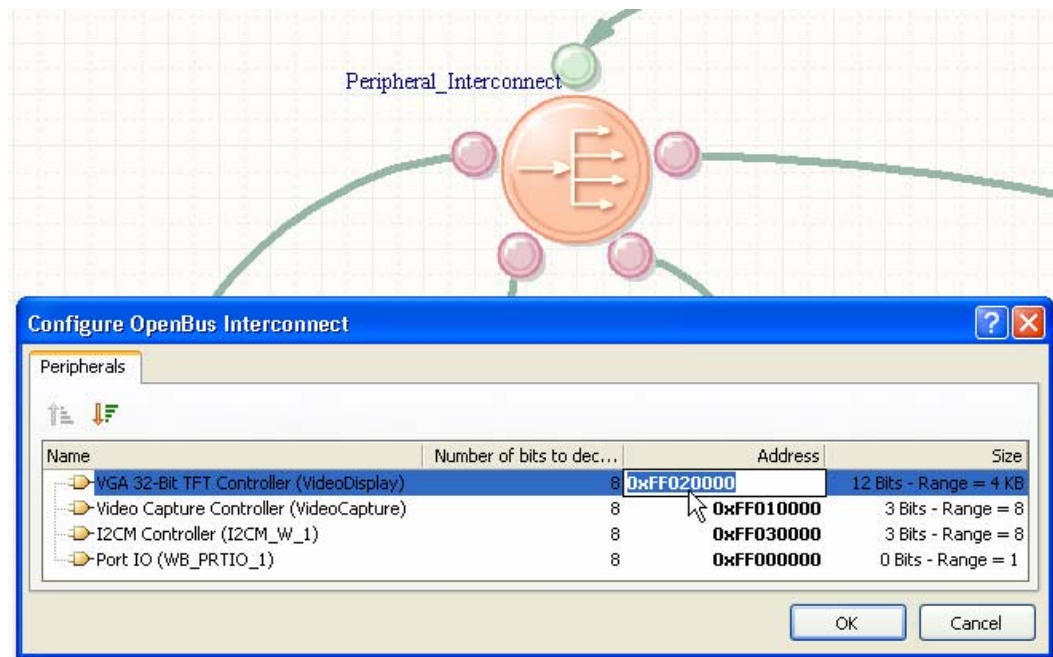 Peripheral_Interconnect
Configure OpenBus Interconnect
Peripherals
Name Number of bits to dec... Address Size
VGA 32-Bit TFT Controller (VideoDisplay) 8 0xFF020000 12 Bits - Range = 4 KB
Video Capture Controller (VideoCapture) 8 0xFF010000 3 Bits - Range = 8
I2CM Controller (I2CM_W_1) 8 0xFF030000 3 Bits - Range = 8
Port IO (WB_PRTIO_1) 8 0xFF000000 0 Bits - Range = 1
OK Cancel